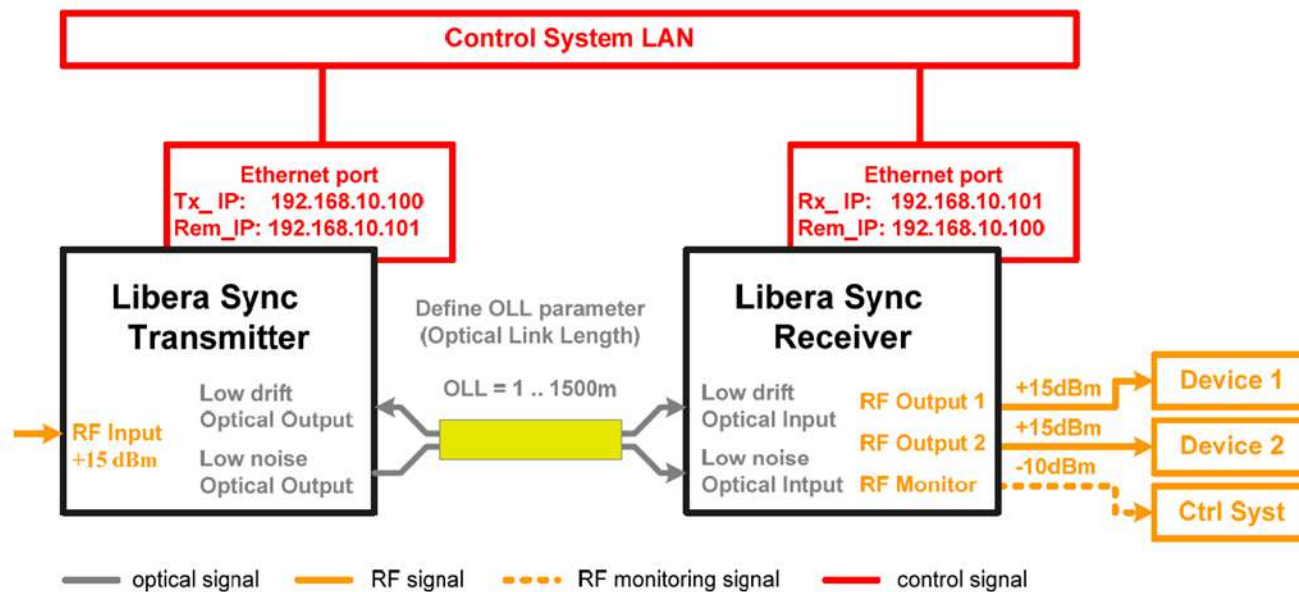 Control System LAN
Ethernet port
Tx_ IP: 192.168.10.100
Rem_IP: 192.168.10.101
Ethernet port
Rx_ IP: 192.168.10.101
Rem_IP: 192.168.10.100
Libera Sync
Transmitter
Low drift
Optical Output
RF Input
+15 dBm
Low noise
Optical Output
Define OLL parameter
(Optical Link Length)
OLL = 1 .. 1500m
Libera Sync
Receiver
Low drift
Optical Input
Low noise
Optical Intput
RF Output 1
RF Output 2
RF Monitor
+15dBm
+15dBm
-10dBm
Device 1
Device 2
Ctrl Syst
optical signal
RF signal
RF monitoring signal
control signal